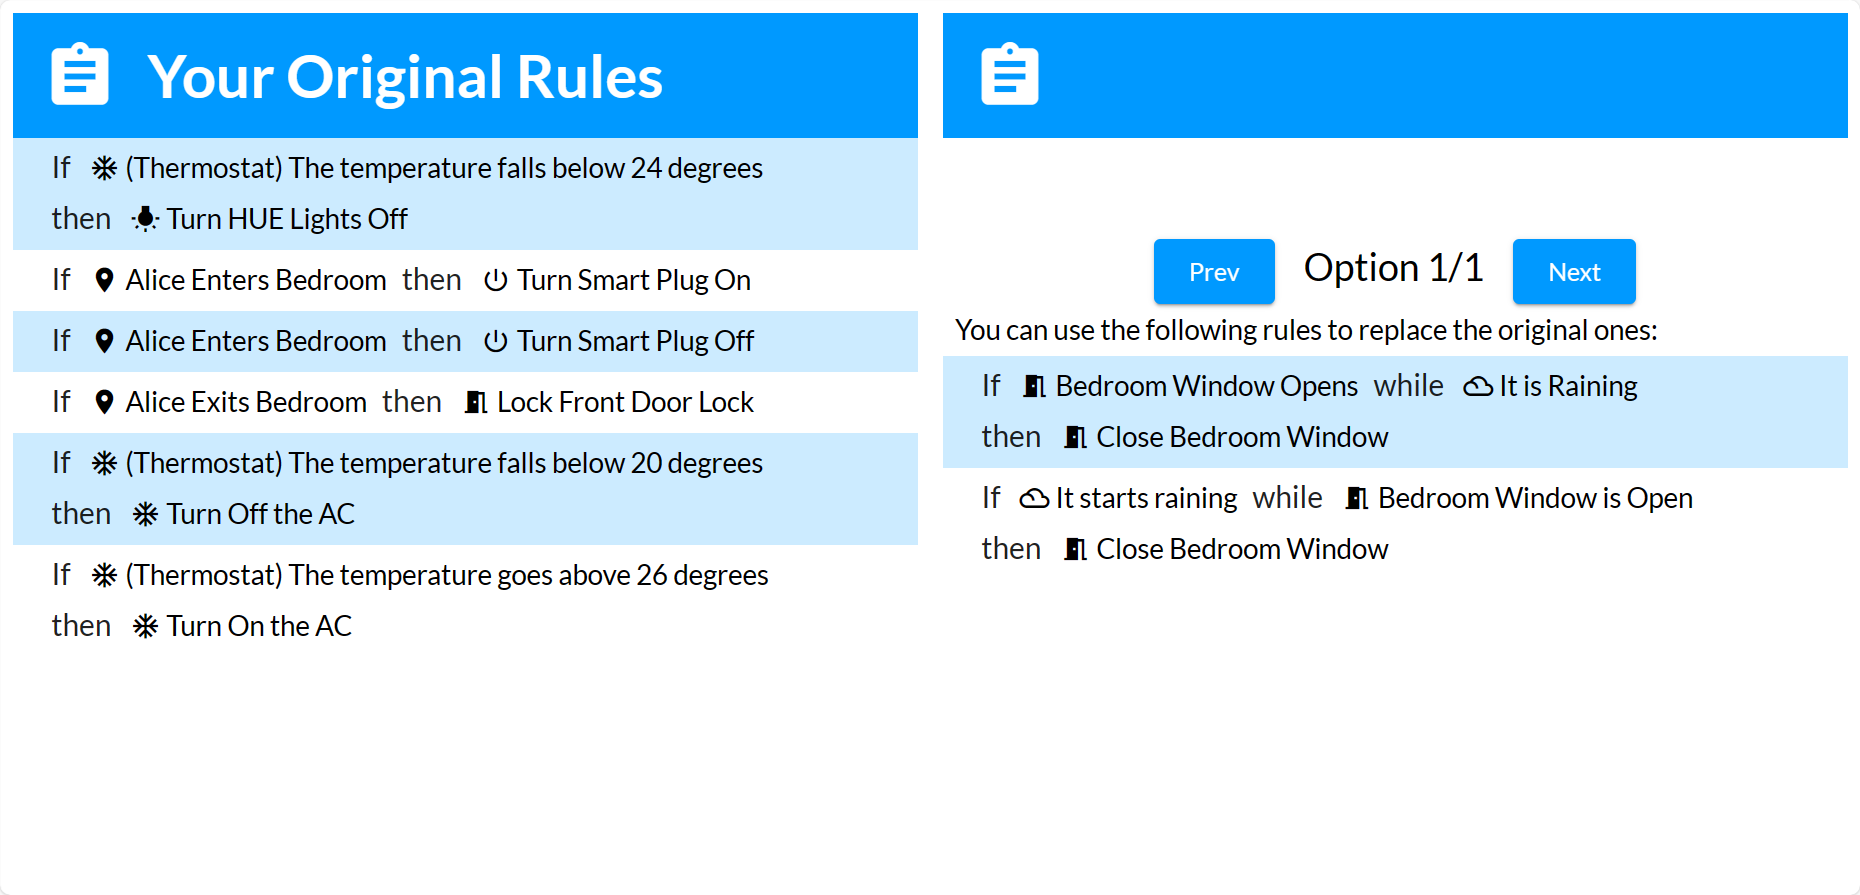 Your Original Rules
If (Thermostat) The temperature falls below 24 degrees
then Turn HUE Lights Off
If Alice Enters Bedroom then Turn Smart Plug On
If Alice Enters Bedroom then Turn Smart Plug Off
If Alice Exits Bedroom then Lock Front Door Lock
If (Thermostat) The temperature falls below 20 degrees
then Turn Off the AC
If (Thermostat) The temperature goes above 26 degrees
then Turn On the AC
Prev Option 1/1 Next
You can use the following rules to replace the original ones:
If Bedroom Window Opens while It is Raining
then Close Bedroom Window
If It starts raining while Bedroom Window is Open
then Close Bedroom Window